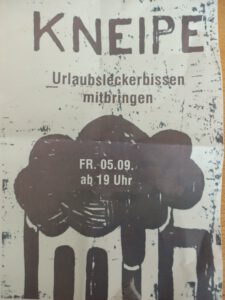 KNEIPE
Urlaubsleckerbissen
mitbringen
FR. 05.09.
ab 19 Uhr